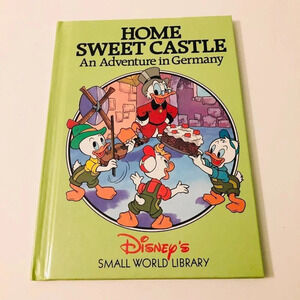 HOME
SWEET CASTLE
An Adventure in Germany
Disney's
SMALL WORLD LIBRARY